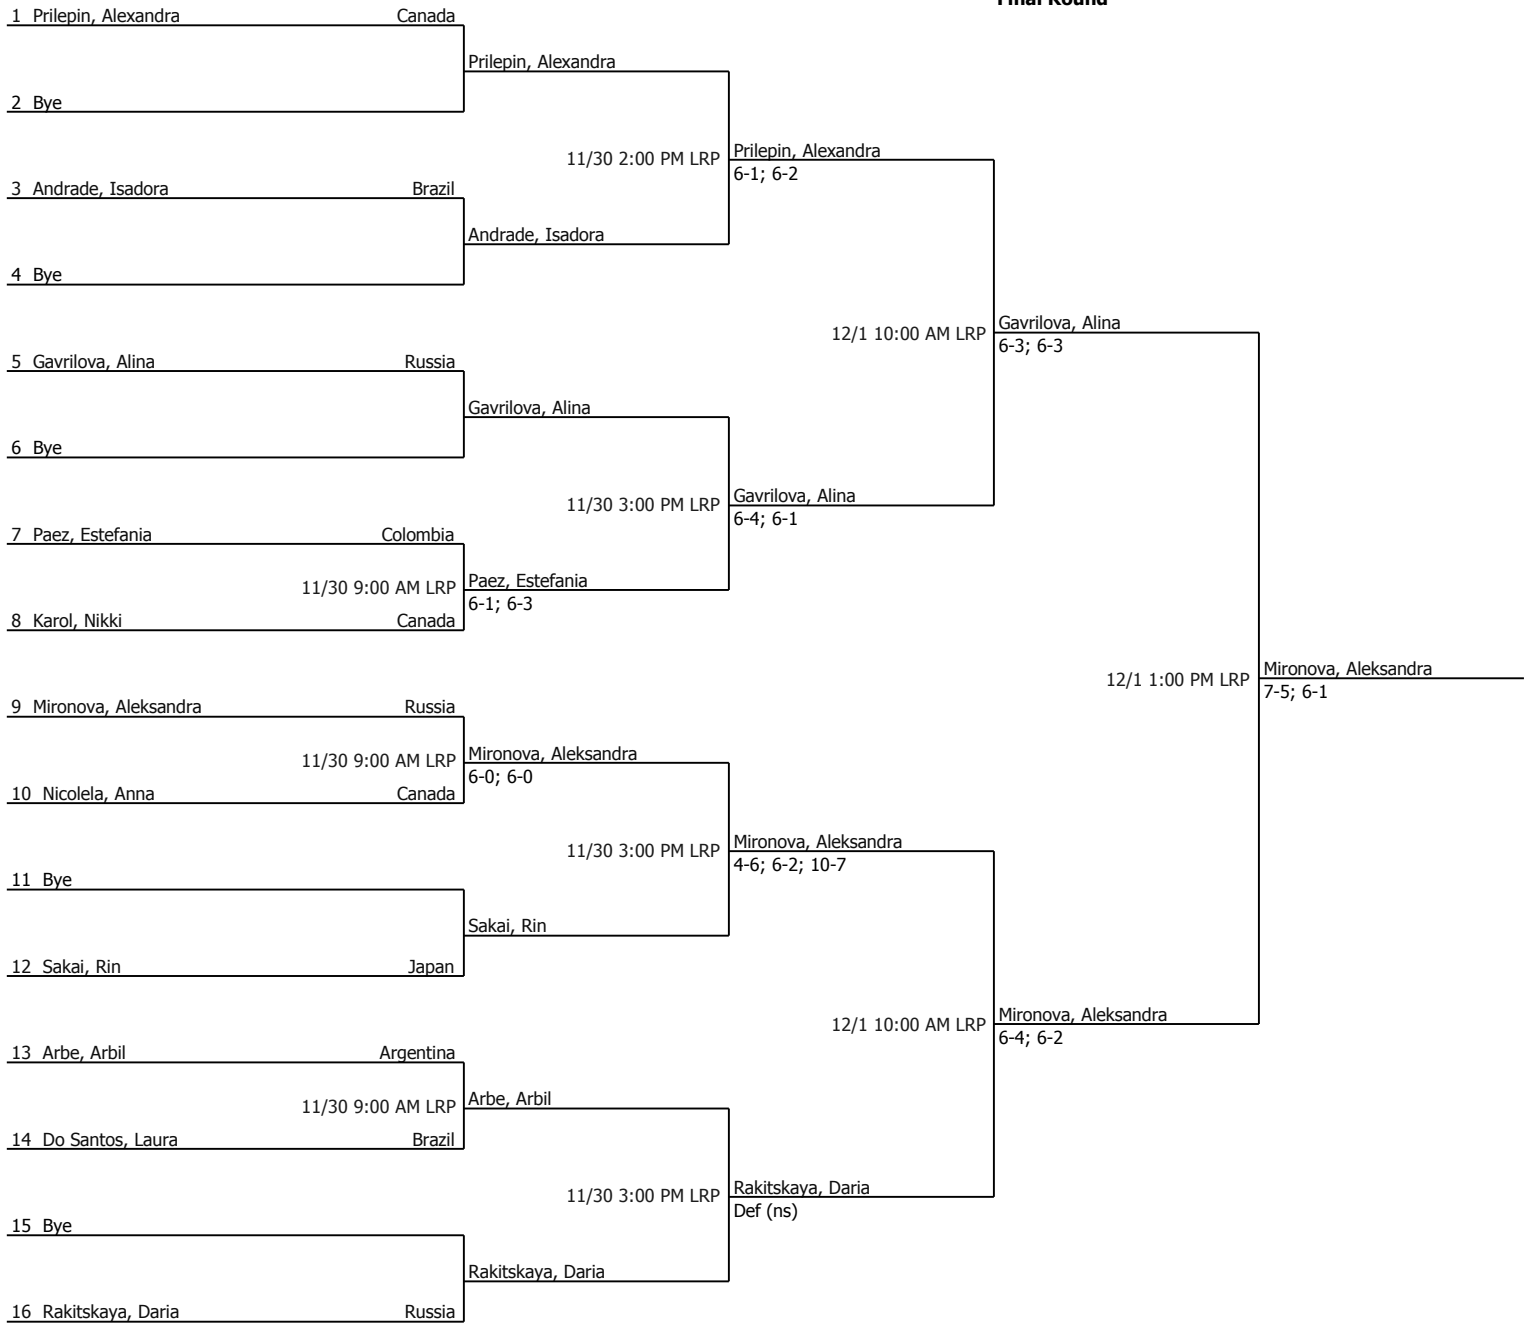 Final Round
1 Prilepin, Alexandra Canada
Prilepin, Alexandra
2 Bye
11/30 2:00 PM LRP Prilepin, Alexandra
6-1; 6-2
3 Andrade, Isadora Brazil
Andrade, Isadora
4 Bye
12/1 10:00 AM LRP Gavrilova, Alina
6-3; 6-3
5 Gavrilova, Alina Russia
Gavrilova, Alina
6 Bye
11/30 3:00 PM LRP Gavrilova, Alina
6-4; 6-1
7 Paez, Estefania Colombia
11/30 9:00 AM LRP Paez, Estefania
6-1; 6-3
8 Karol, Nikki Canada
12/1 1:00 PM LRP Mironova, Aleksandra
7-5; 6-1
9 Mironova, Aleksandra Russia
11/30 9:00 AM LRP Mironova, Aleksandra
6-0; 6-0
10 Nicolela, Anna Canada
11/30 3:00 PM LRP Mironova, Aleksandra
4-6; 6-2; 10-7
11 Bye
Sakai, Rin
12 Sakai, Rin Japan
12/1 10:00 AM LRP Mironova, Aleksandra
6-4; 6-2
13 Arbe, Arbil Argentina
11/30 9:00 AM LRP Arbe, Arbil
14 Do Santos, Laura Brazil
11/30 3:00 PM LRP Rakitskaya, Daria
Def (ns)
15 Bye
Rakitskaya, Daria
16 Rakitskaya, Daria Russia